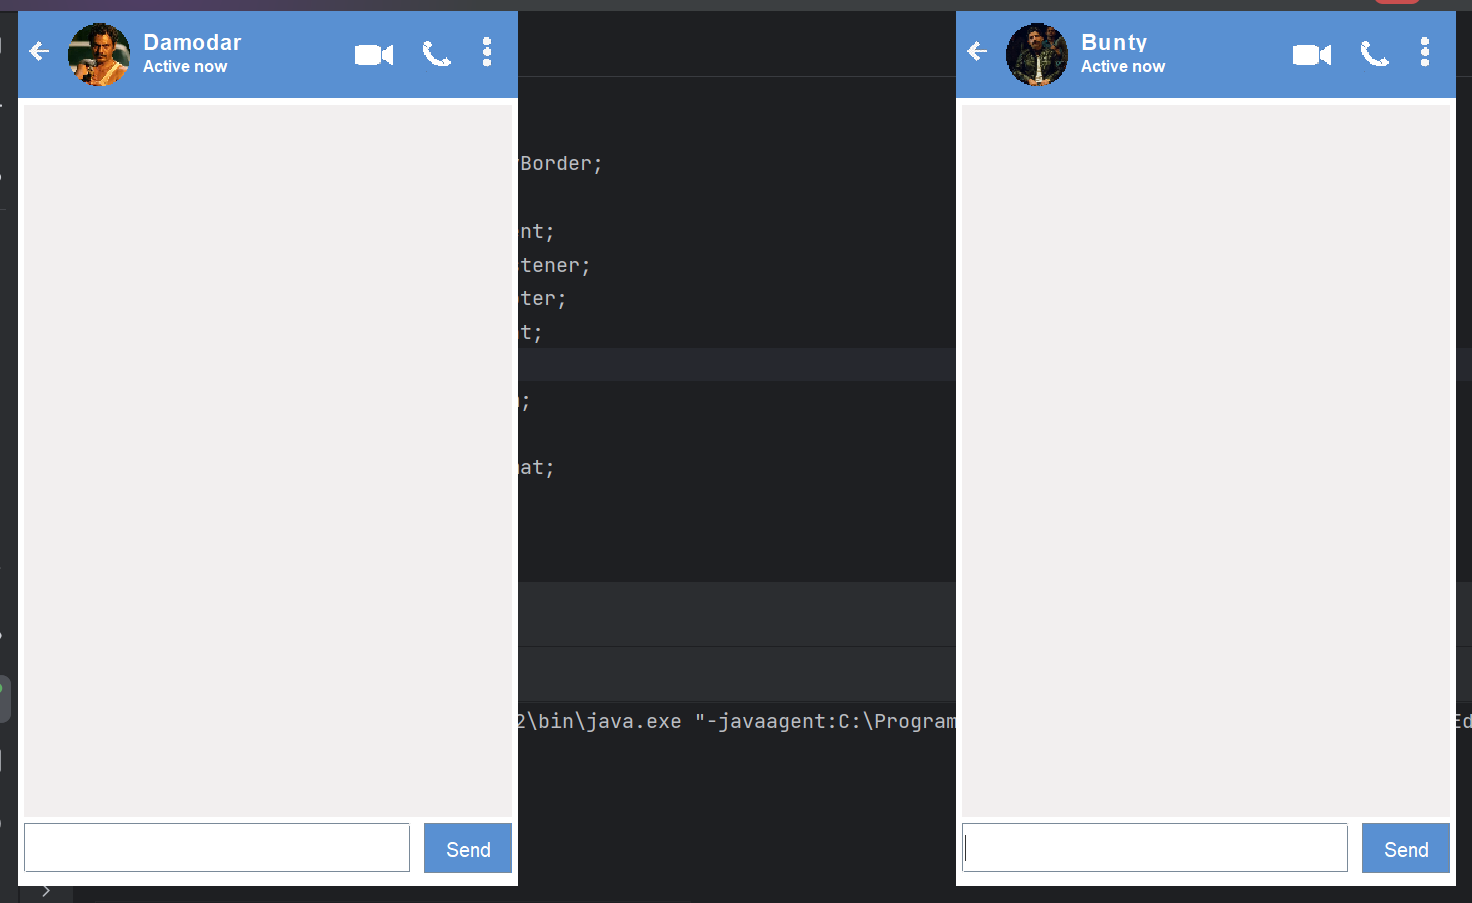 Damodar
Active now
Border;
nt;
tener;
ter;
t;
;
at;
2\bin\java.exe "-javaagent:C:\Program
Ed
Send
Bunty
Active now
Send